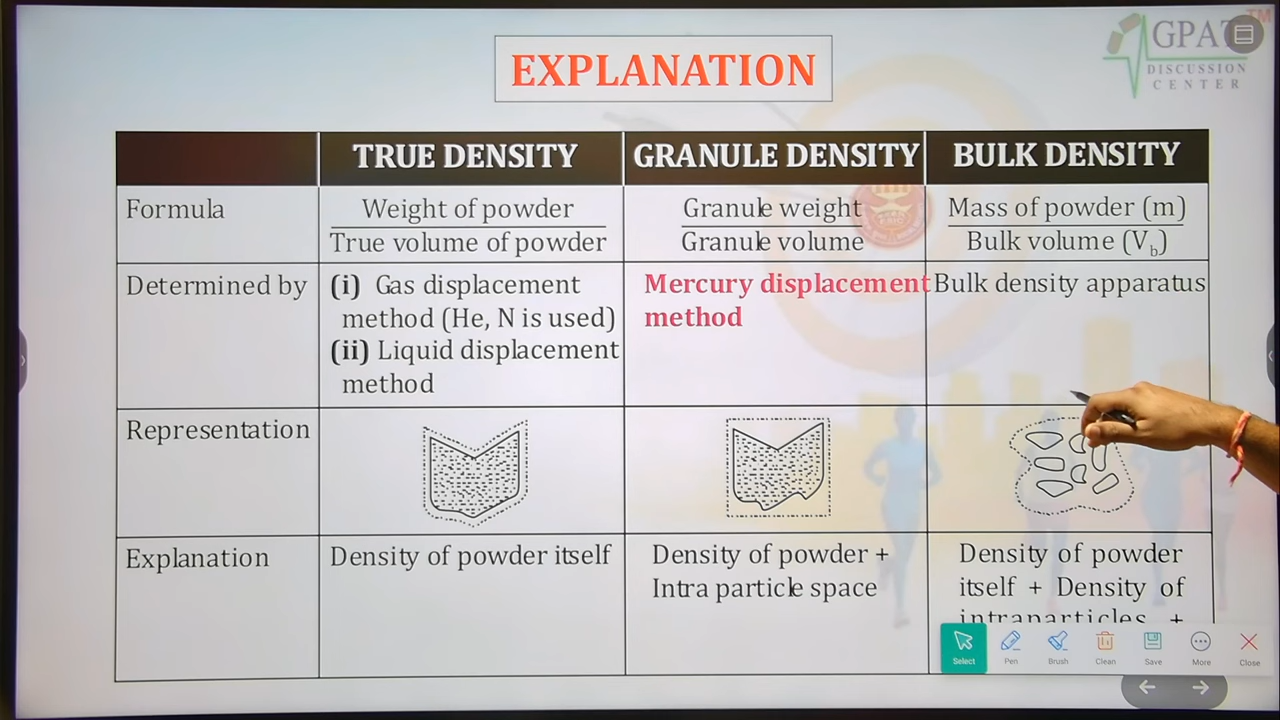 TM
GPAT
DISCUSSION
CENTER
EXPLANATION
TRUE DENSITY
GRANULE DENSITY
BULK DENSITY
Formula
Weight of powder
True volume of powder
Granule weight
Granule volume
Mass of powder (m)
Bulk volume (Vb)
Determined by
(i) Gas displacement
method (He, N is used)
(ii) Liquid displacement
method
Mercury displacement
method
Bulk density apparatus
Representation
Explanation
Density of powder itself
Density of powder +
Intra particle space
Density of powder
itself + Density of
intraparticles +
Select
Pen
Brush
Clean
Save
More
Close